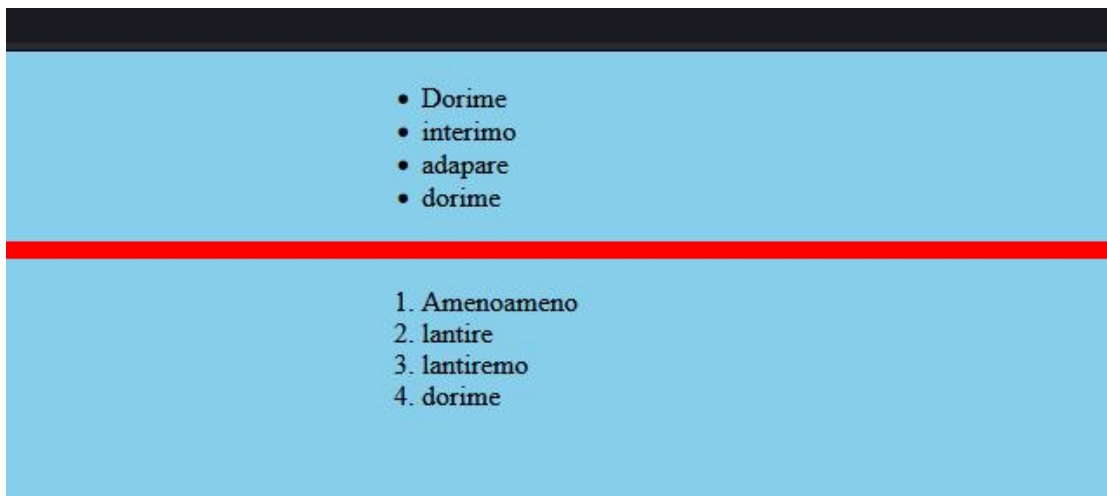 • Dorime
• interimo
• adapare
• dorime
1. Amenoameno
2. lantire
3. lantiremo
4. dorime